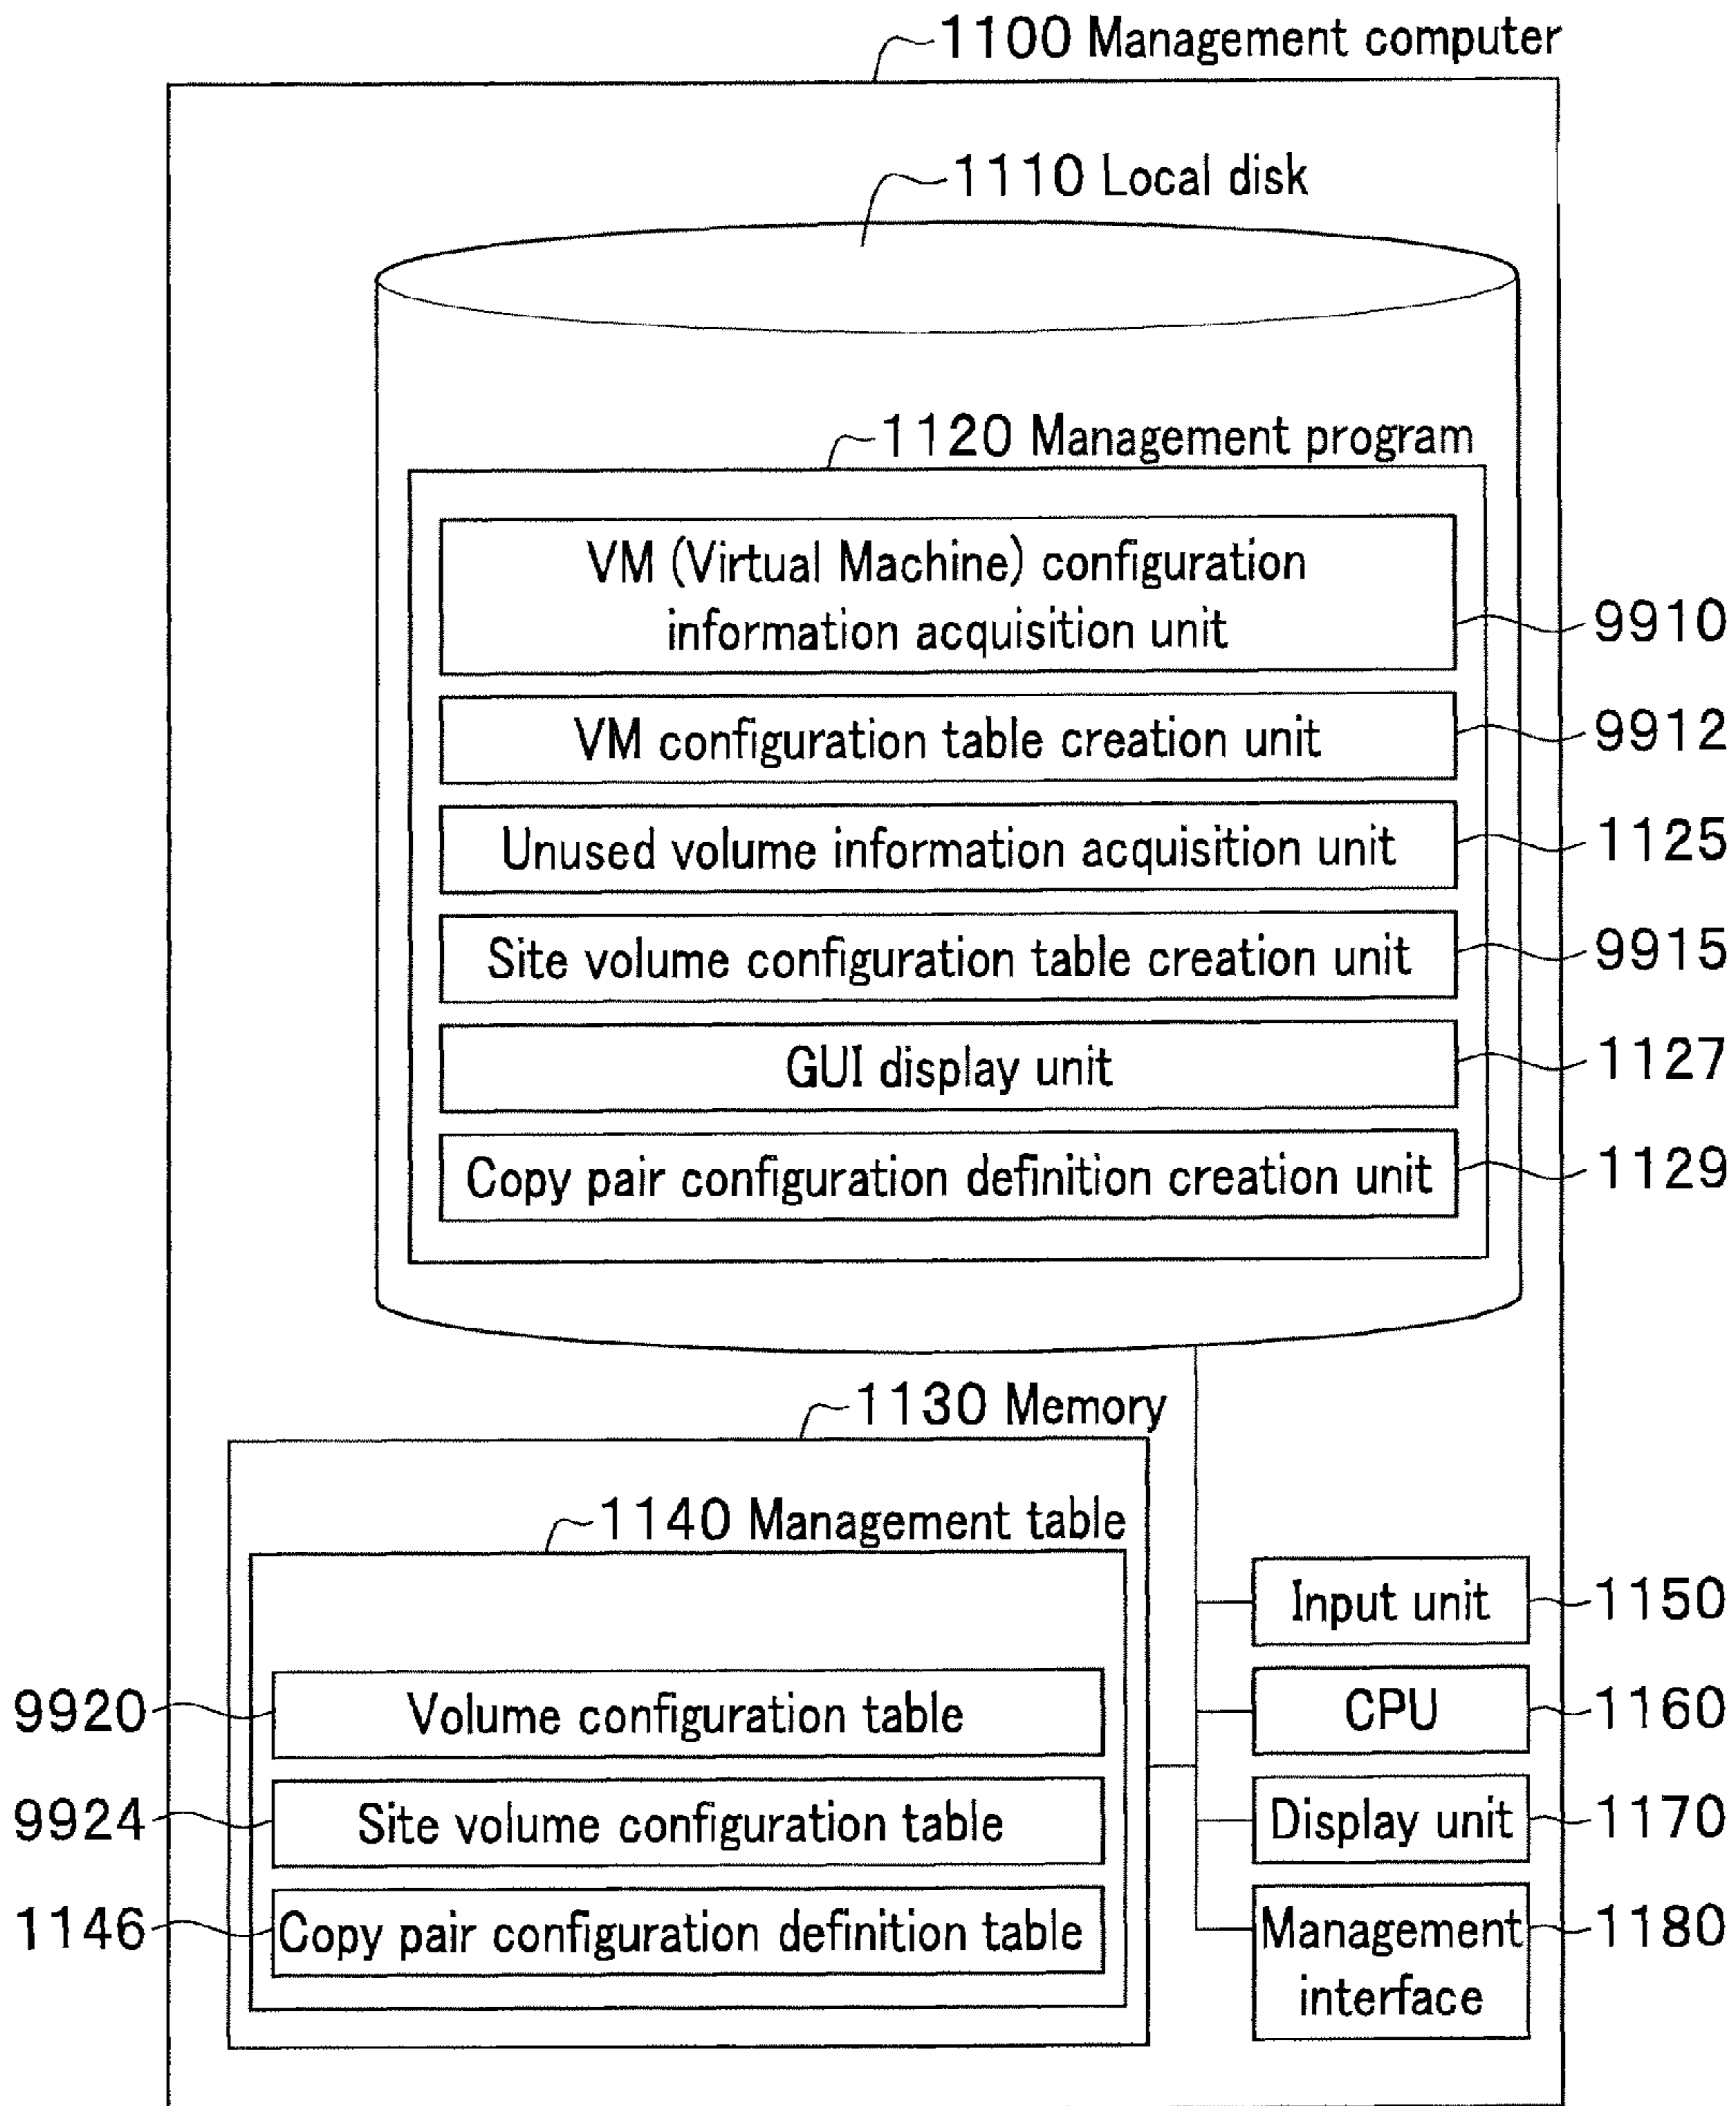 1100 Management computer
1110 Local disk
1120 Management program
VM (Virtual Machine) configuration
information acquisition unit
9910
VM configuration table creation unit
9912
Unused volume information acquisition unit
1125
Site volume configuration table creation unit
9915
GUI display unit
1127
Copy pair configuration definition creation unit
1129
1130 Memory
1140 Management table
9920
Volume configuration table
9924
Site volume configuration table
1146
Copy pair configuration definition table
Input unit
1150
CPU
1160
Display unit
1170
Management
interface
1180